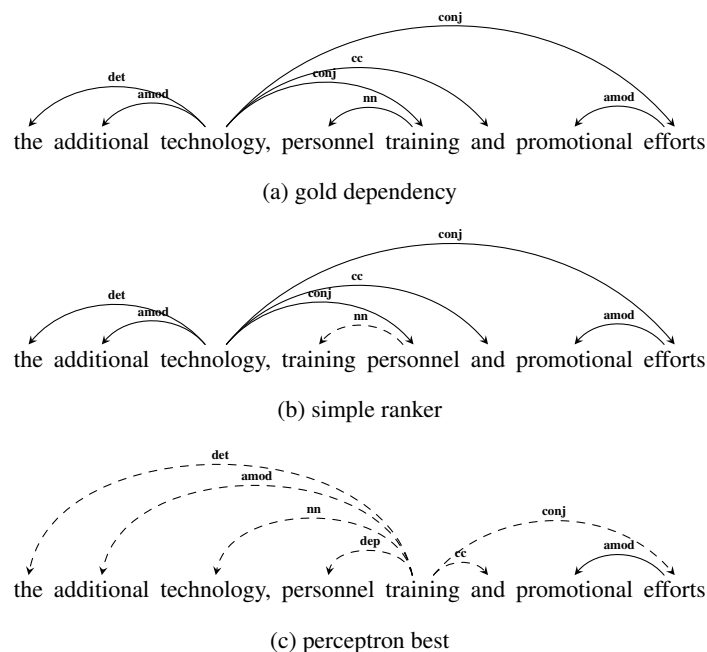 conj
cc
det
conj
amod
nn
amod
the additional technology, personnel training and promotional efforts
(a) gold dependency
conj
cc
det
conj
amod
nn
amod
the additional technology, training personnel and promotional efforts
(b) simple ranker
det
amod
nn
conj
dep
cc
amod
the additional technology, personnel training and promotional efforts
(c) perceptron best